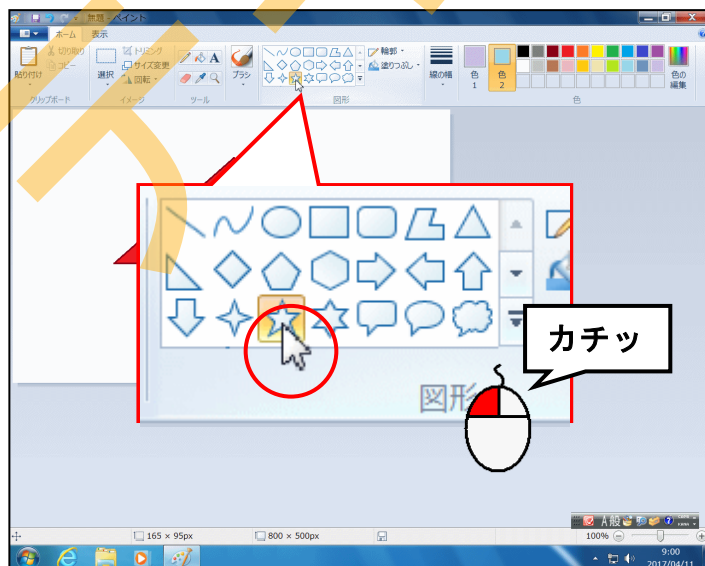 無題 - ペイント
ホーム 表示
貼り付け
切り取り
コピー
クリップボード
選択
トリミング
サイズ変更
回転
イメージ
A
ツール
ブラシ
輪郭
塗りつぶし
図形
線の幅
色
1
色
2
色の
編集
色
カチッ
図形
A 般
165 × 95px
800 × 500px
100%
9:00
2017/04/11